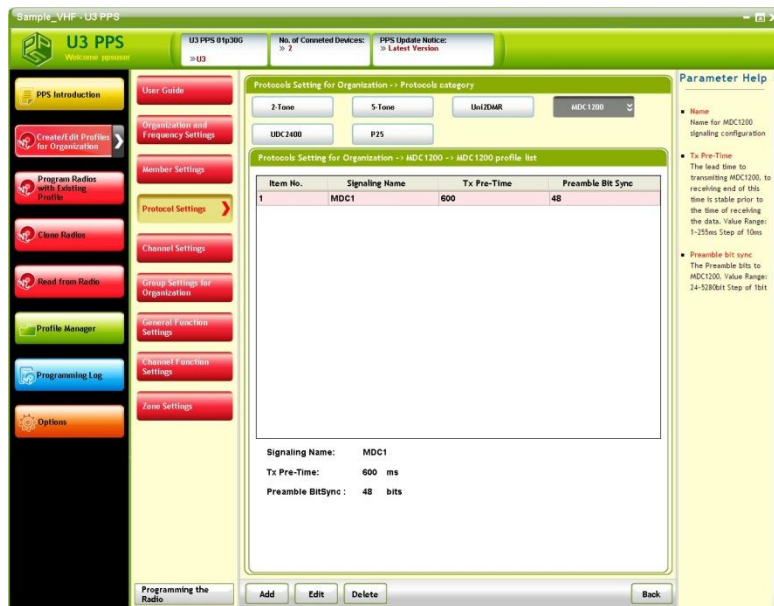 Sample_VHF - U3 PPS
U3 PPS
Welcome ppsuser
U3 PPS 01p30G
»U3
No. of Conneted Devices:
» 2
PPS Update Notice:
» Latest Version
PPS Introduction
Create/Edit Profiles
for Organization
Program Radios
with Existing
Profile
Clone Radios
Read from Radio
Profile Manager
Programming Log
Options
User Guide
Organization and
Frequency Settings
Member Settings
Protocol Settings
Channel Settings
Group Settings for
Organization
General Function
Settings
Channel Function
Settings
Zone Settings
Programming the
Radio
Protocols Setting for Organization -> Protocols category
2-Tone
5-Tone
Uni2DMR
MDC1200
UDC2400
P25
Protocols Setting for Organization -> MDC1200 -> MDC1200 profile list
Item No. Signaling Name Tx Pre-Time Preamble Bit Sync
1 MDC1 600 48
Signaling Name: MDC1
Tx Pre-Time: 600 ms
Preamble BitSync : 48 bits
Add
Edit
Delete
Back
Parameter Help
Name
Name for MDC1200
signaling configuration
Tx Pre-Time
The lead time to
transmiting MDC1200, to
receiving end of this
time is stable prior to
the time of receiving
the data. Value Range:
1~255ms Step of 10ms
Preamble bit sync
The Preamble bits to
MDC1200. Value Range:
24~5280bit Step of 1bit